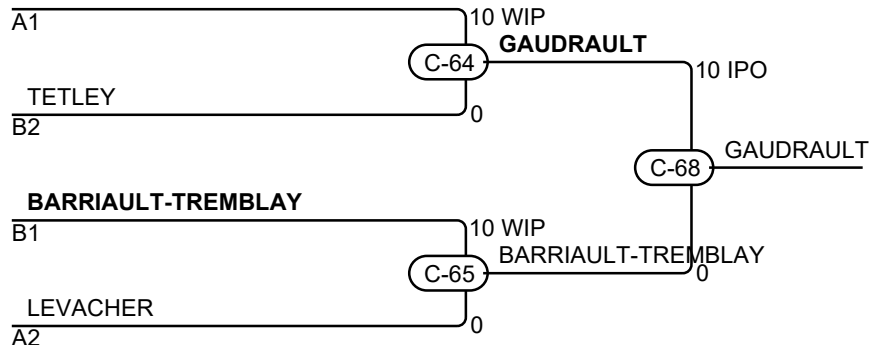 A1
10 WIP
GAUDRAULT
C-64
10 IPO
TETLEY
0
B2
GAUDRAULT
C-68
BARRIAULT-TREMBLAY
10 WIP
B1
BARRIAULT-TREMBLAY
C-65
0
LEVACHER
0
A2